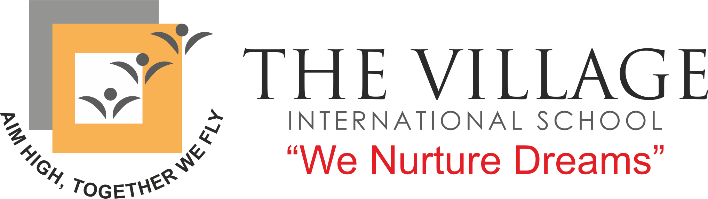 AIM HIGH, TOGETHER WE FLY
THE VILLAGE
INTERNATIONAL SCHOOL
“We Nurture Dreams”